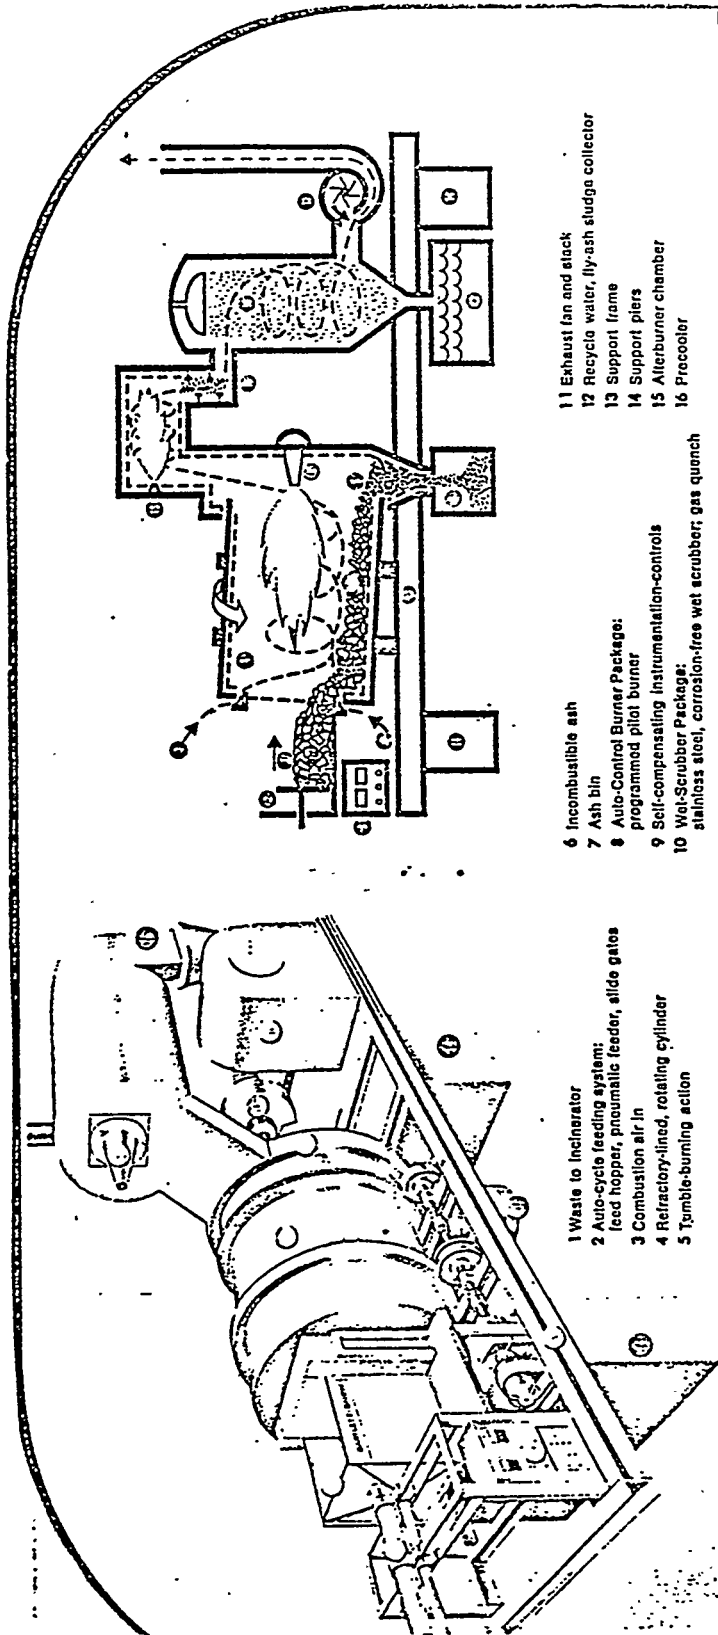 1 Waste to incinerator
2 Auto-cycle feeding system:
feed hopper, pneumatic feeder, slide gates
3 Combustion air in
4 Refractory-lined, rotating cylinder
5 Tumble-burning action
6 Incombustible ash
7 Ash bin
8 Auto-Control Burner Package:
programmed pilot burner
9 Self-compensating instrumentation-controls
10 Wet-Scrubber Package:
stainless steel, corrosion-free wet scrubber; gas quench
11 Exhaust fan and stack
12 Recycle water, fly-ash sludge collector
13 Support frame
14 Support piers
15 Afterburner chamber
16 Precooler